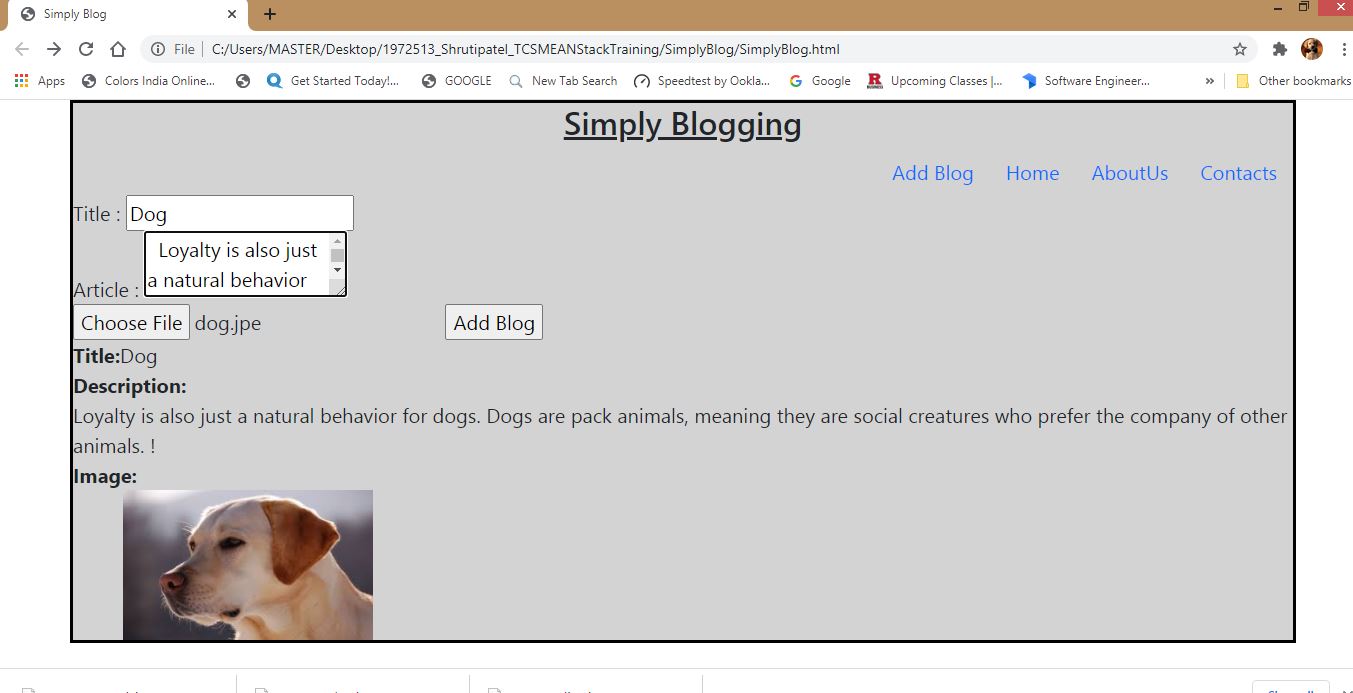 Simply Blog
File C:/Users/MASTER/Desktop/1972513_Shrutipatel_TCSMEANStackTraining/SimplyBlog/SimplyBlog.html
Apps Colors India Online... Get Started Today!... GOOGLE New Tab Search Speedtest by Ookla... Google Upcoming Classes |... Software Engineer... » Other bookmarks
Simply Blogging
Add Blog Home AboutUs Contacts
Title : Dog
Loyalty is also just
a natural behavior
Article :
Choose File dog.jpe Add Blog
Title:Dog
Description:
Loyalty is also just a natural behavior for dogs. Dogs are pack animals, meaning they are social creatures who prefer the company of other
animals. !
Image: